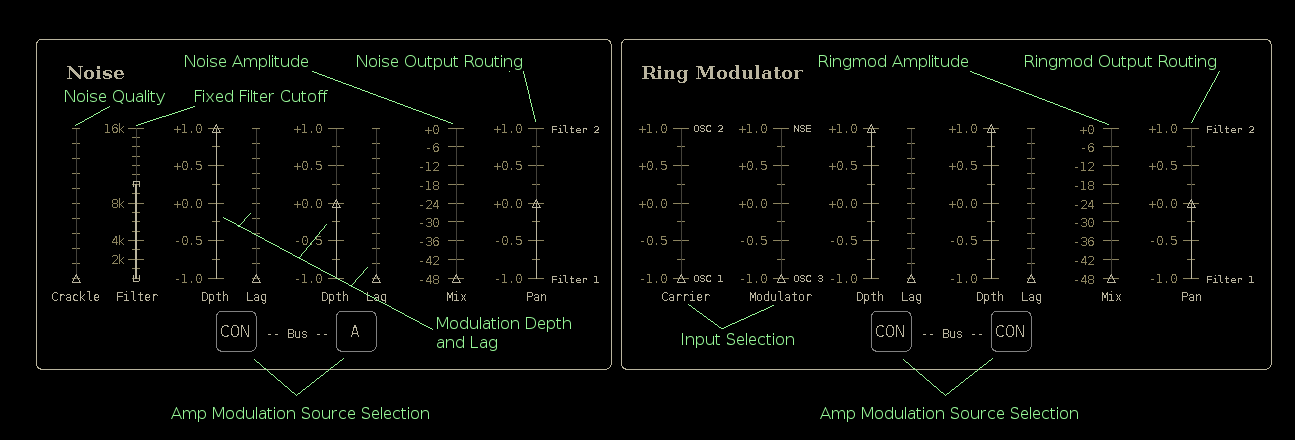 Noise
Noise Amplitude
Noise Output Routing
Noise Quality
Fixed Filter Cutoff
16k
8k
4k
2k
+1.0
+0.5
+0.0
-0.5
-1.0
+1.0
+0.5
+0.0
-0.5
-1.0
+0
-6
-12
-18
-24
-30
-36
-42
-48
+1.0 Filter 2
+0.5
+0.0
-0.5
-1.0 Filter 1
Crackle Filter Dpth Lag Dpth Lag Mix Pan
CON -- Bus -- A
Modulation Depth
and Lag
Amp Modulation Source Selection
Ring Modulator
Ringmod Amplitude
Ringmod Output Routing
+1.0 OSC 2
+0.5
+0.0
-0.5
-1.0 OSC 1
+1.0 NSE
+0.5
+0.0
-0.5
-1.0 OSC 3
+1.0
+0.5
+0.0
-0.5
-1.0
+1.0
+0.5
+0.0
-0.5
-1.0
+0
-6
-12
-18
-24
-30
-36
-42
-48
+1.0 Filter 2
+0.5
+0.0
-0.5
-1.0 Filter 1
Carrier Modulator Dpth Lag Dpth Lag Mix Pan
CON -- Bus -- CON
Input Selection
Amp Modulation Source Selection